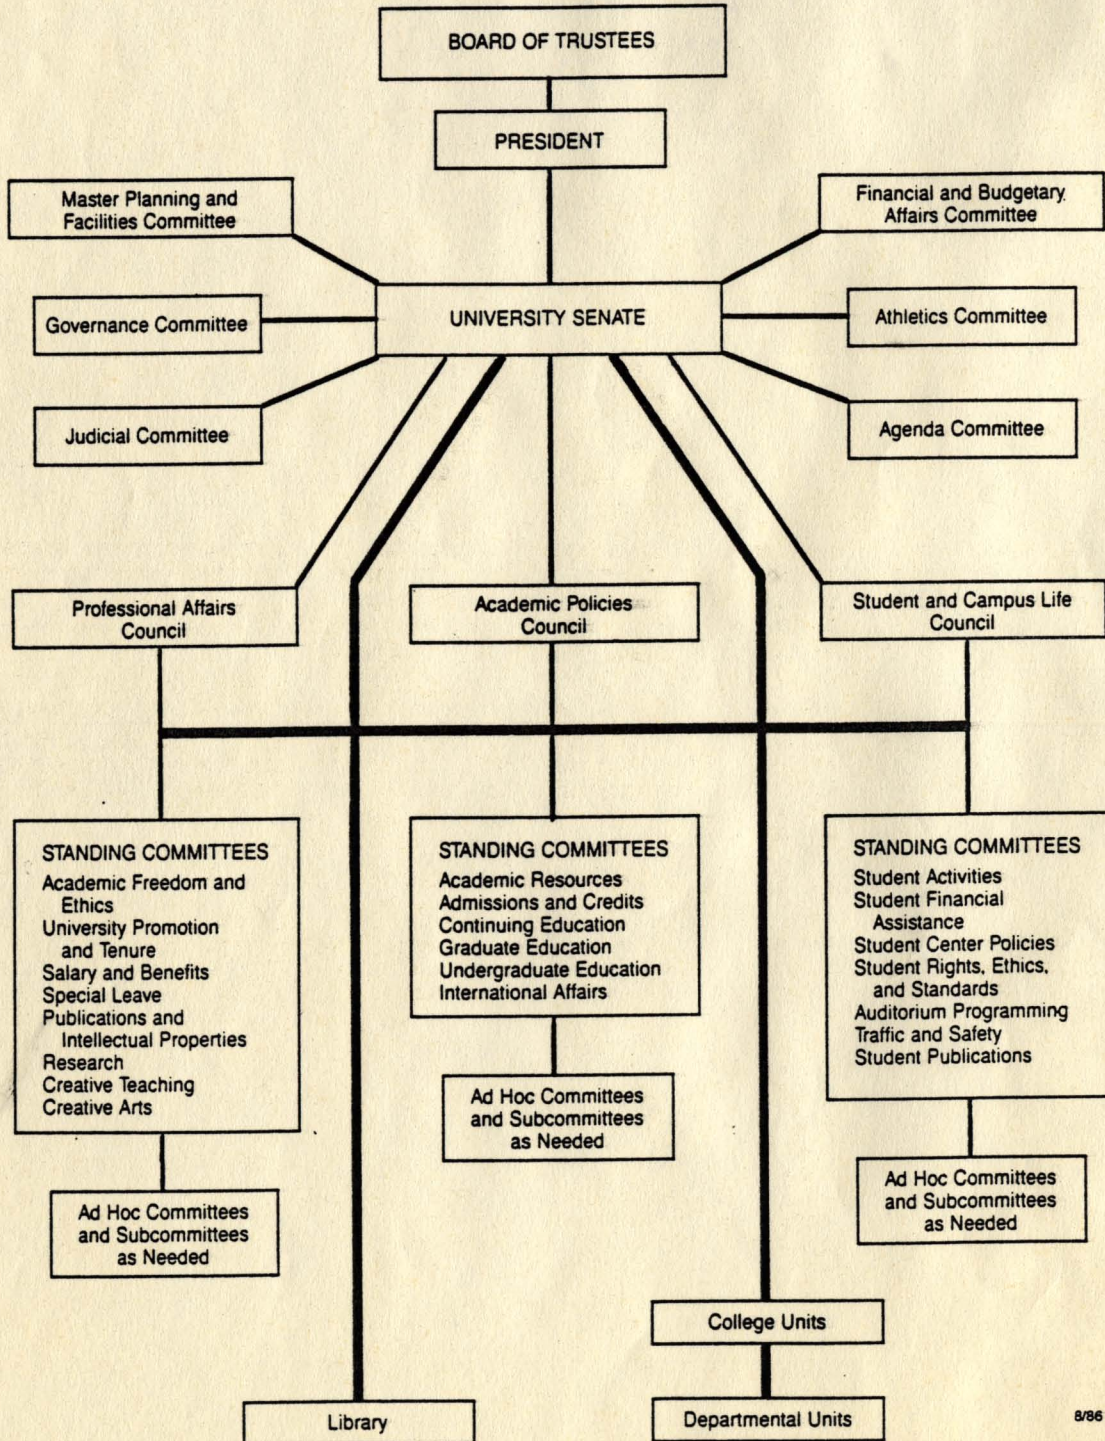 BOARD OF TRUSTEES
PRESIDENT
Master Planning and
Facilities Committee
Financial and Budgetary
Affairs Committee
Governance Committee
UNIVERSITY SENATE
Athletics Committee
Judicial Committee
Agenda Committee
Professional Affairs
Council
Academic Policies
Council
Student and Campus Life
Council
STANDING COMMITTEES
Academic Freedom and
Ethics
University Promotion
and Tenure
Salary and Benefits
Special Leave
Publications and
Intellectual Properties
Research
Creative Teaching
Creative Arts
STANDING COMMITTEES
Academic Resources
Admissions and Credits
Continuing Education
Graduate Education
Undergraduate Education
International Affairs
STANDING COMMITTEES
Student Activities
Student Financial
Assistance
Student Center Policies
Student Rights, Ethics,
and Standards
Auditorium Programming
Traffic and Safety
Student Publications
Ad Hoc Committees
and Subcommittees
as Needed
Ad Hoc Committees
and Subcommittees
as Needed
Ad Hoc Committees
and Subcommittees
as Needed
College Units
Library
Departmental Units
8/86